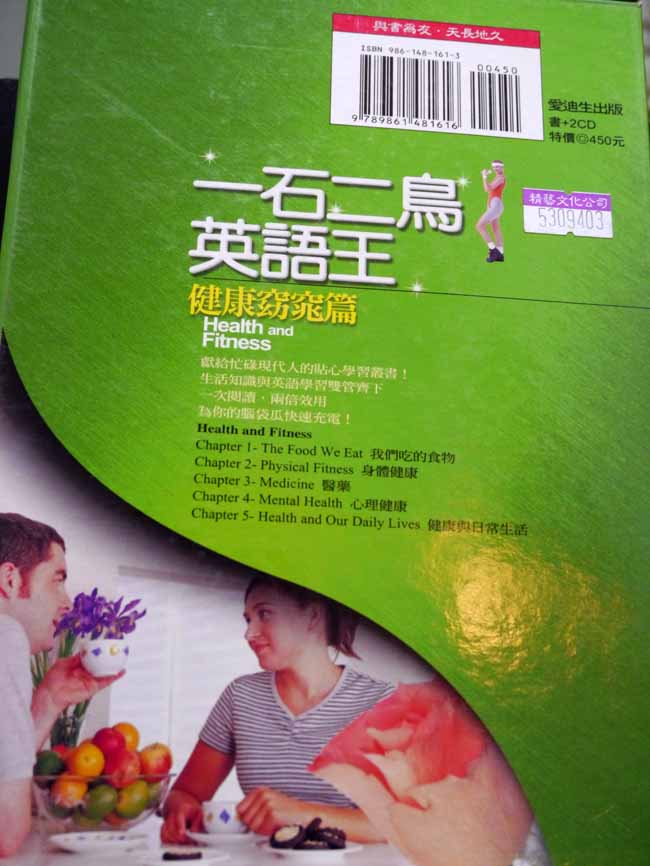 與書為友・天長地久
ISBN 986-148-161-3
00450
9 789861 481616
愛迪生出版
書+2CD
特價◎450元
精藝文化公司
5309403
一石二鳥
英語王
健康窈窕篇
Health and
Fitness
獻給忙碌現代人的貼心學習叢書！
生活知識與英語學習雙管齊下
一次閱讀，兩倍效用
為你的腦袋瓜快速充電！
Health and Fitness
Chapter 1- The Food We Eat 我們吃的食物
Chapter 2- Physical Fitness 身體健康
Chapter 3- Medicine 醫藥
Chapter 4- Mental Health 心理健康
Chapter 5- Health and Our Daily Lives 健康與日常生活